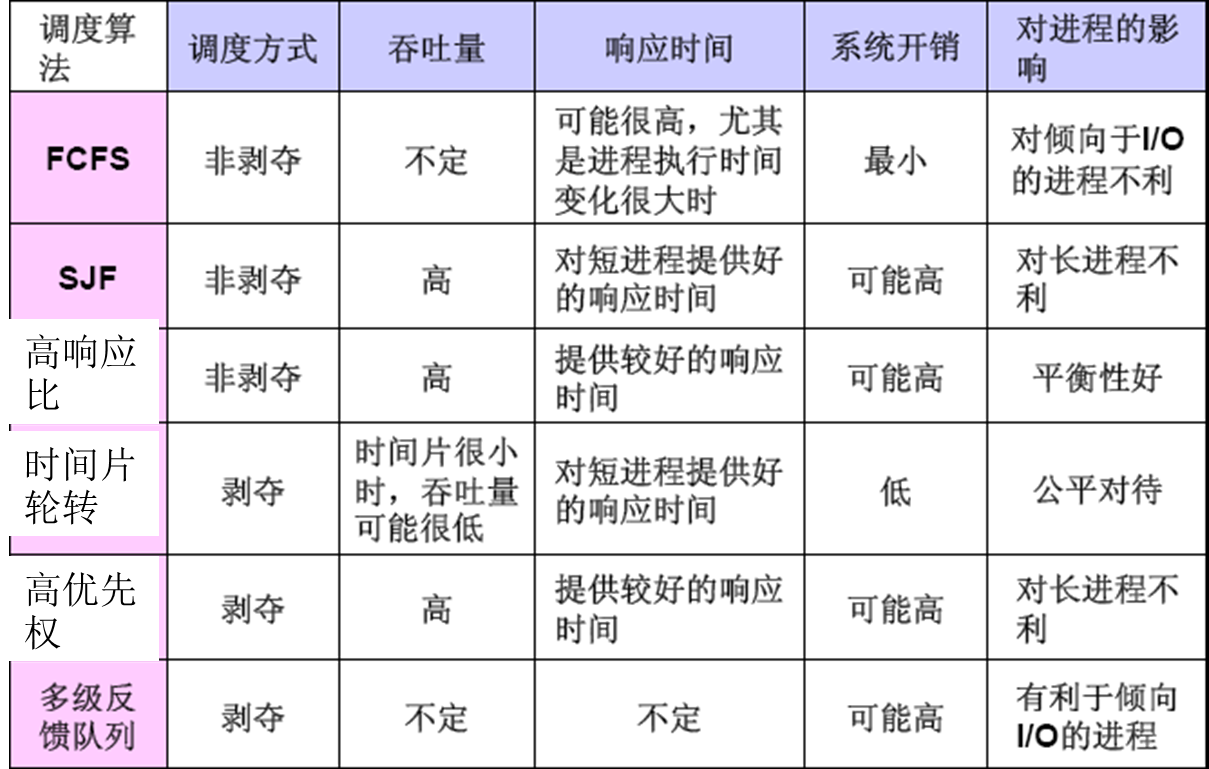 调度算
法
调度方式
吞吐量
响应时间
系统开销
对进程的影
响
FCFS
非剥夺
不定
可能很高，尤其
是进程执行时间
变化很大时
最小
对倾向于I/O
的进程不利
SJF
非剥夺
高
对短进程提供好
的响应时间
可能高
对长进程不
利
高响应
比
非剥夺
高
提供较好的响应
时间
可能高
平衡性好
时间片
轮转
剥夺
时间片很小
时，吞吐量
可能很低
对短进程提供好
的响应时间
低
公平对待
高优先
权
剥夺
高
提供较好的响应
时间
可能高
对长进程不
利
多级反
馈队列
剥夺
不定
不定
可能高
有利于倾向
I/O的进程